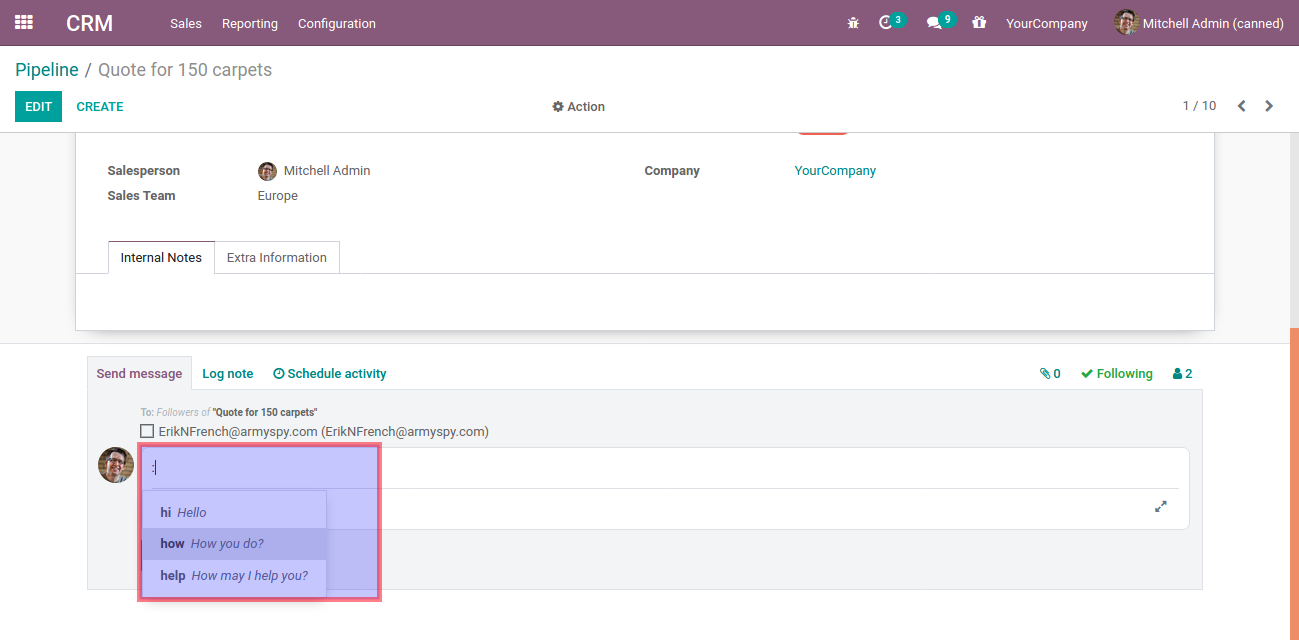 CRM Sales Reporting Configuration 3 9 YourCompany Mitchell Admin (canned)
Pipeline / Quote for 150 carpets
EDIT CREATE Action 1 / 10
Salesperson Mitchell Admin Company YourCompany
Sales Team Europe
Internal Notes Extra Information
Send message Log note Schedule activity 0 Following 2
To: Followers of "Quote for 150 carpets"
ErikNFrench@armyspy.com (ErikNFrench@armyspy.com)
:
hi Hello
how How you do?
help How may I help you?